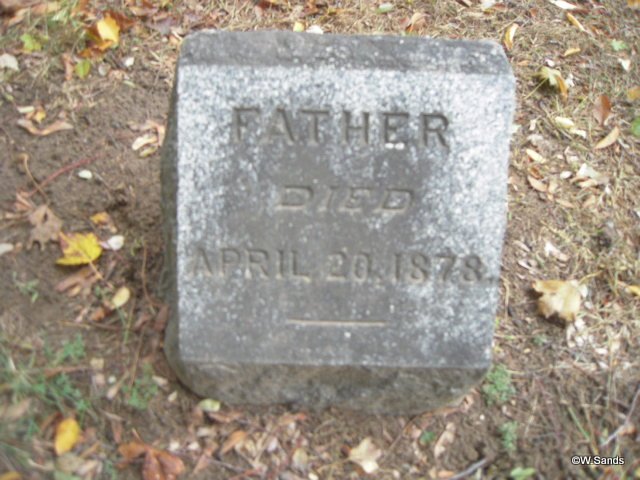 FATHER
DIED
APRIL 20, 1878.
©W.Sands